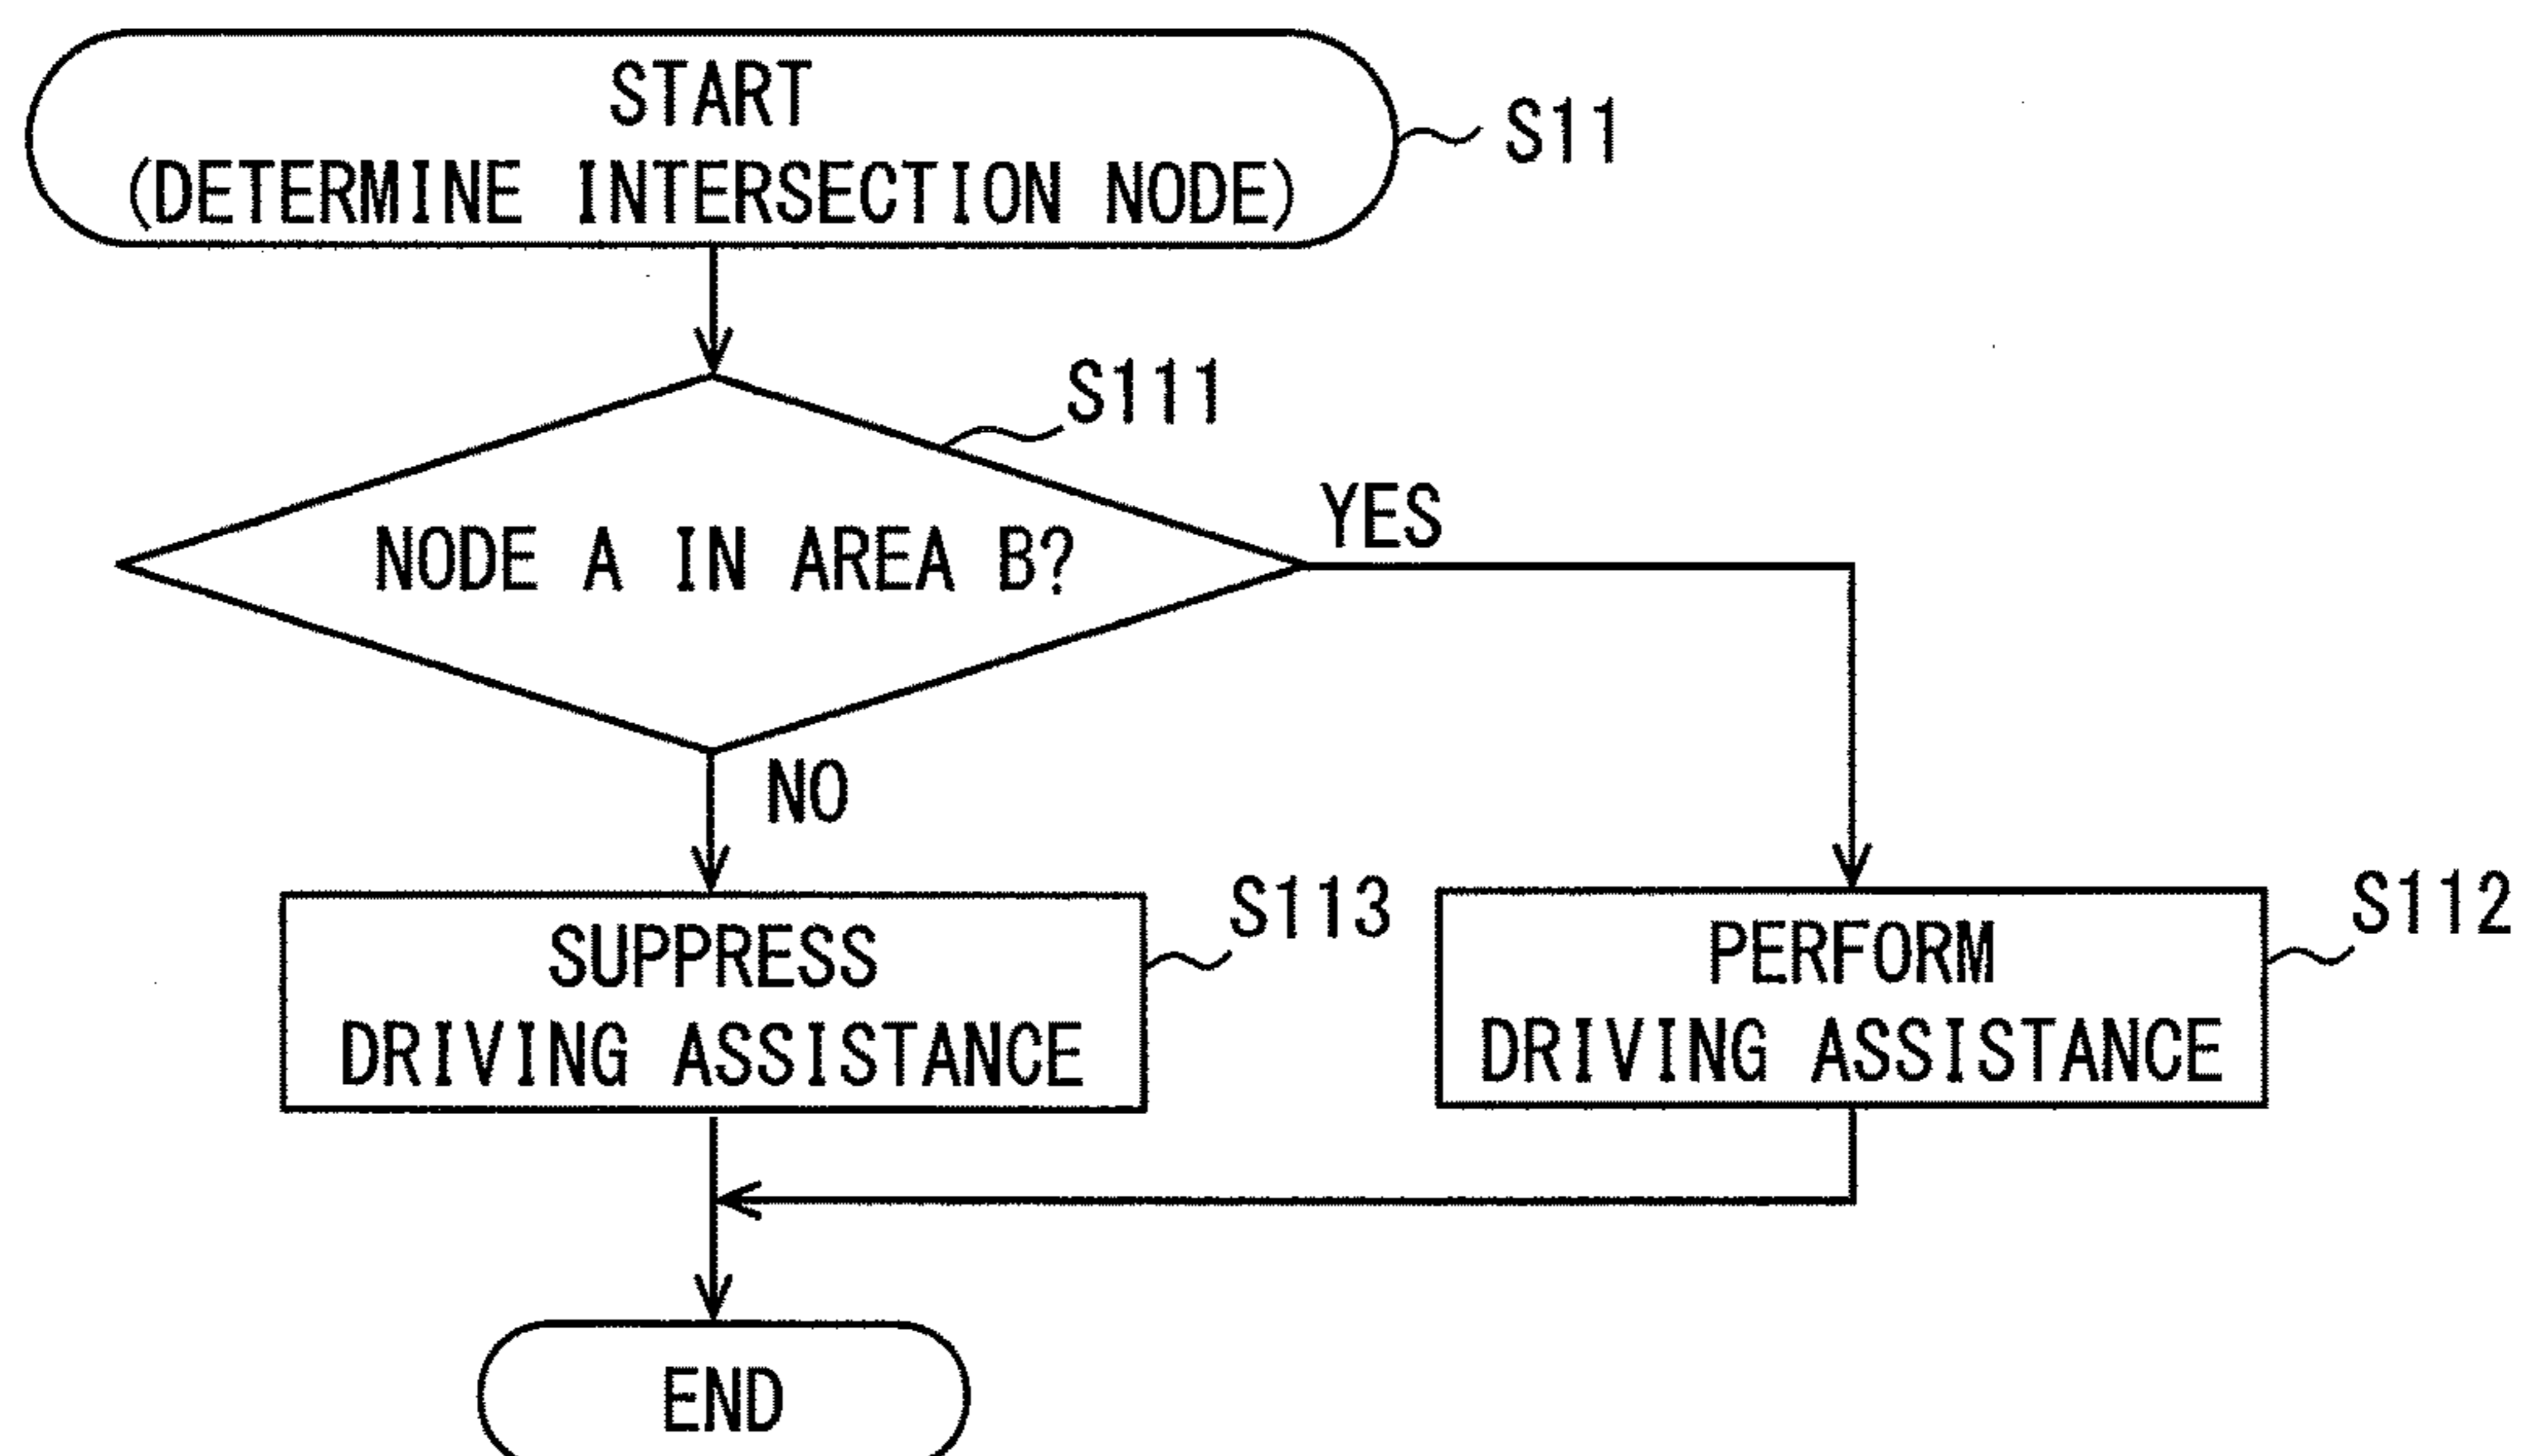 START
(DETERMINE INTERSECTION NODE)
S11
S111
NODE A IN AREA B?
YES
NO
SUPPRESS
DRIVING ASSISTANCE
S113
PERFORM
DRIVING ASSISTANCE
S112
END